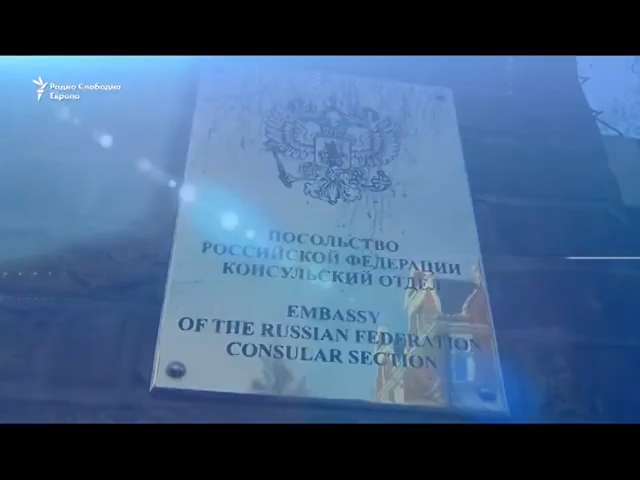 Радио Слободна
Европа
ПОСОЛЬСТВО
РОССИЙСКОЙ ФЕДЕРАЦИИ
КОНСУЛЬСКИЙ ОТДЕЛ
EMBASSY
OF THE RUSSIAN FEDERATION
CONSULAR SECTION